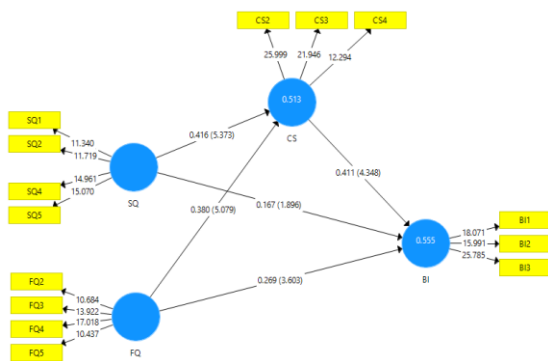 CS2
CS3
CS4
25.999
21.946
12.294
0.513
CS
SQ1
SQ2
SQ4
SQ5
11.340
11.719
14.961
15.070
SQ
0.416 (5.373)
0.380 (5.079)
0.167 (1.896)
0.411 (4.348)
0.269 (3.603)
0.555
BI
18.071
15.991
25.785
BI1
BI2
BI3
FQ2
FQ3
FQ4
FQ5
10.684
13.922
17.018
10.437
FQ